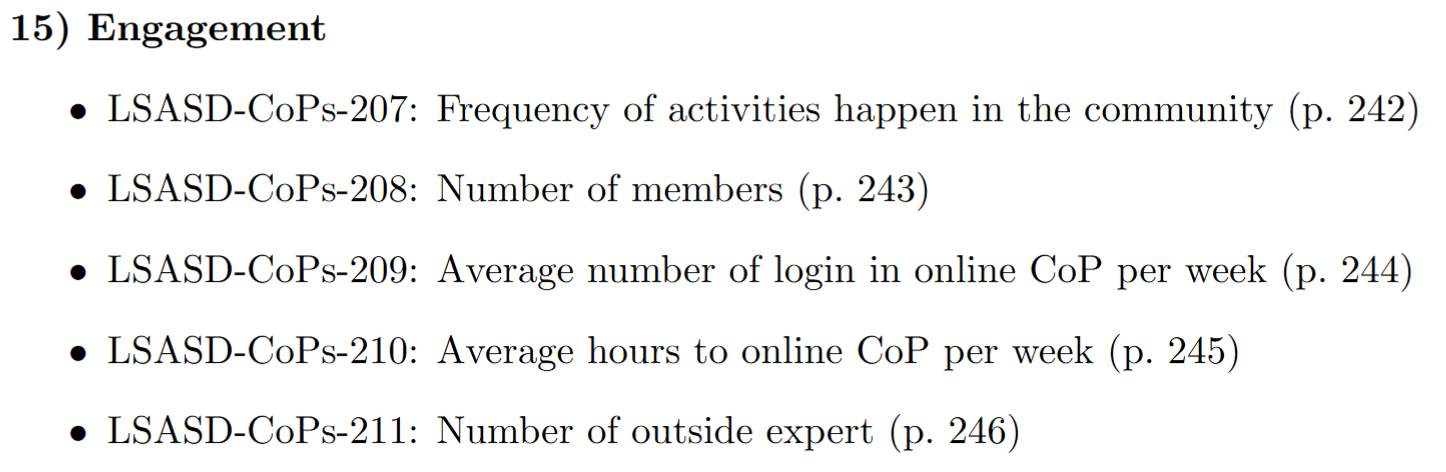 15) Engagement
• LSASD-CoPs-207: Frequency of activities happen in the community (p. 242)
• LSASD-CoPs-208: Number of members (p. 243)
• LSASD-CoPs-209: Average number of login in online CoP per week (p. 244)
• LSASD-CoPs-210: Average hours to online CoP per week (p. 245)
• LSASD-CoPs-211: Number of outside expert (p. 246)